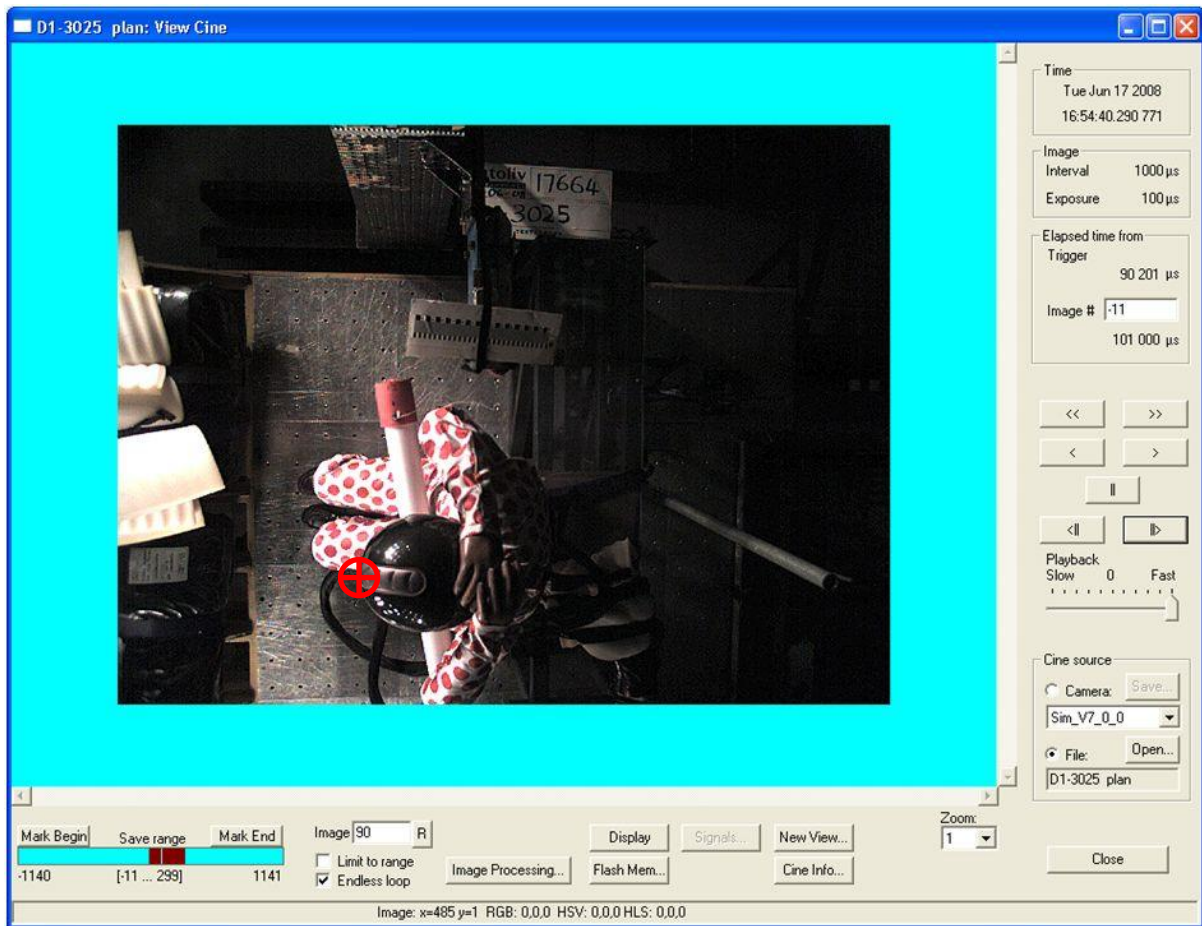 D1-3025 plan: View Cine
Time
Tue Jun 17 2008
16:54:40.290 771
Image
Interval 1000 µs
Exposure 100 µs
Elapsed time from
Trigger
90 201 µs
Image # -11
101 000 µs
<< >>
< >
||
<|| ||>
Playback
Slow 0 Fast
Cine source
Camera: Save...
Sim_V7_0_0
File: Open...
D1-3025 plan
toliv 17664
3025
Mark Begin Save range Mark End
-1140 [-11 ... 299] 1141
Image 90 R
Limit to range
Endless loop
Image Processing...
Display Signals... New View...
Flash Mem... Cine Info...
Zoom:
1
Close
Image: x=485 y=1 RGB: 0,0,0 HSV: 0,0,0 HLS: 0,0,0